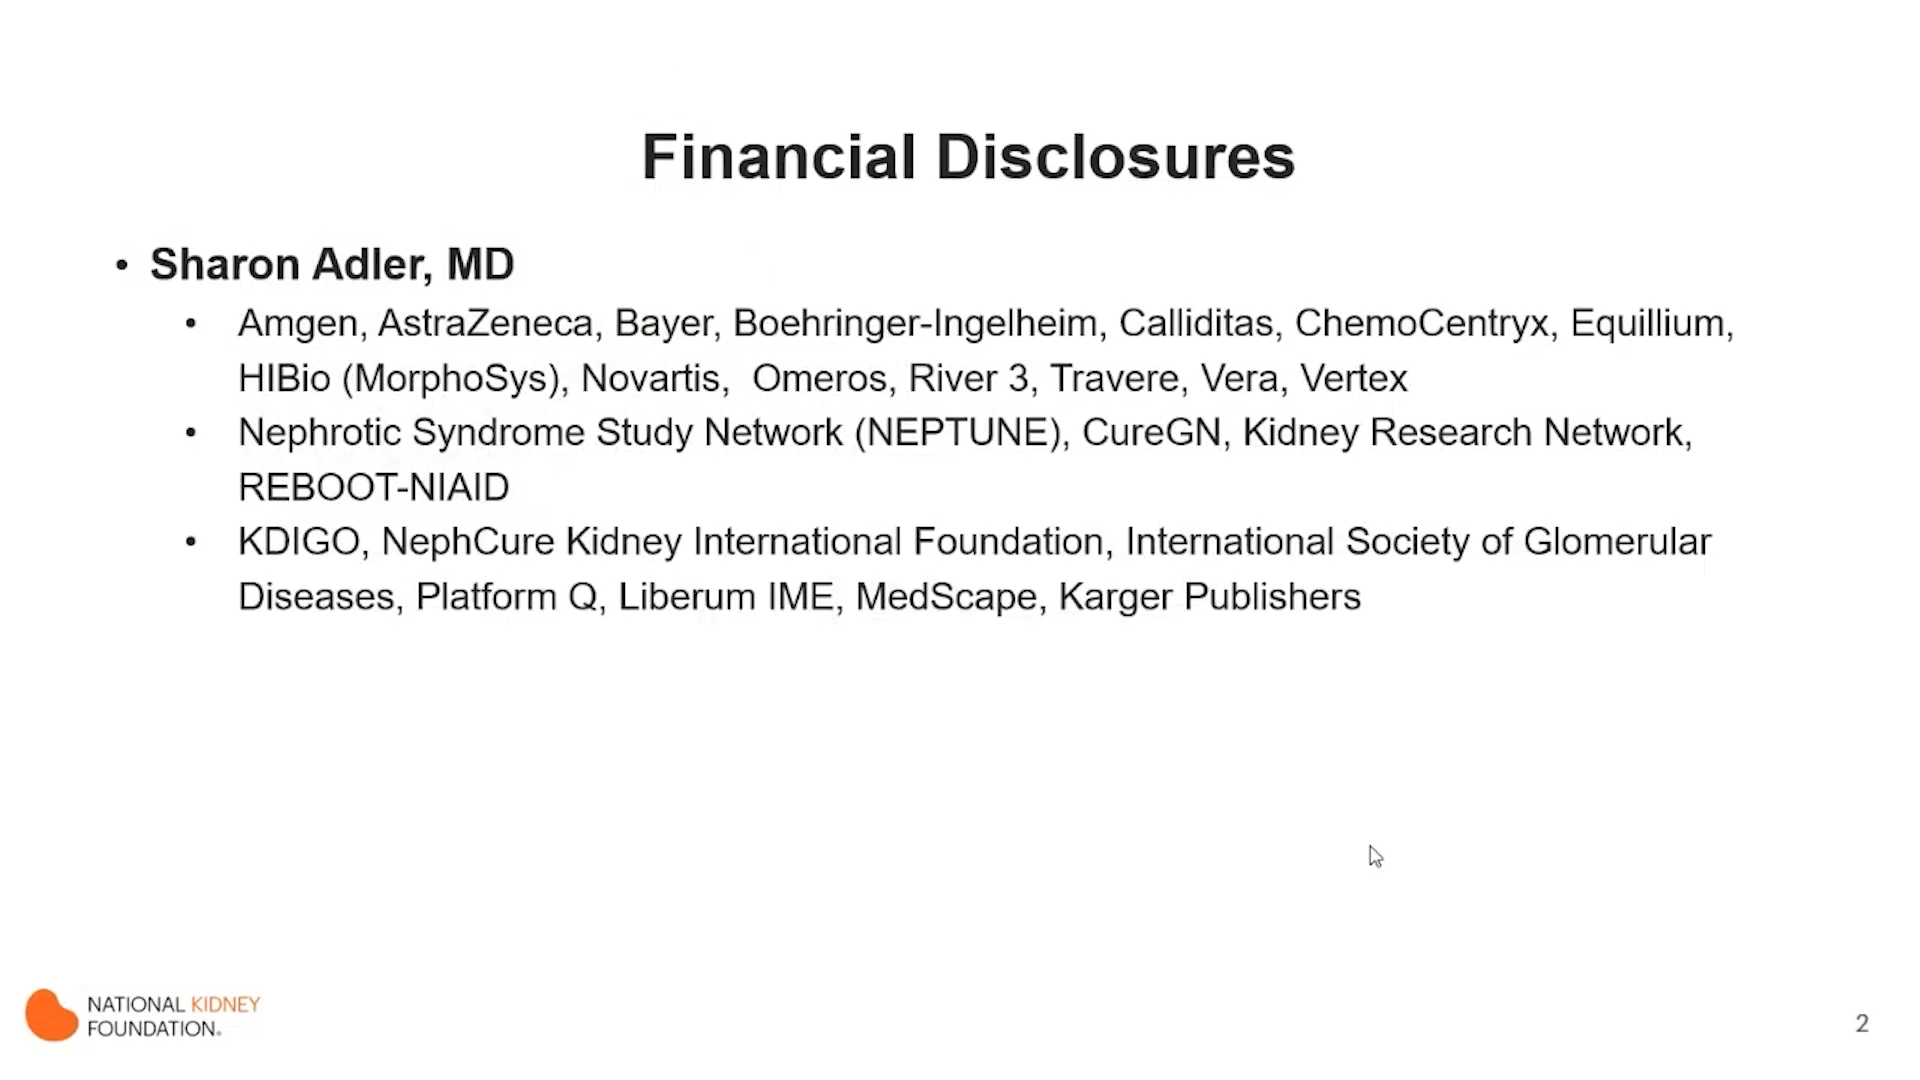 Financial Disclosures
• Sharon Adler, MD
• Amgen, AstraZeneca, Bayer, Boehringer-Ingelheim, Calliditas, ChemoCentryx, Equillium,
HIBio (MorphoSys), Novartis,  Omeros, River 3, Travere, Vera, Vertex
• Nephrotic Syndrome Study Network (NEPTUNE), CureGN, Kidney Research Network,
REBOOT-NIAID
• KDIGO, NephCure Kidney International Foundation, International Society of Glomerular
Diseases, Platform Q, Liberum IME, MedScape, Karger Publishers
NATIONAL KIDNEY
FOUNDATION®
2